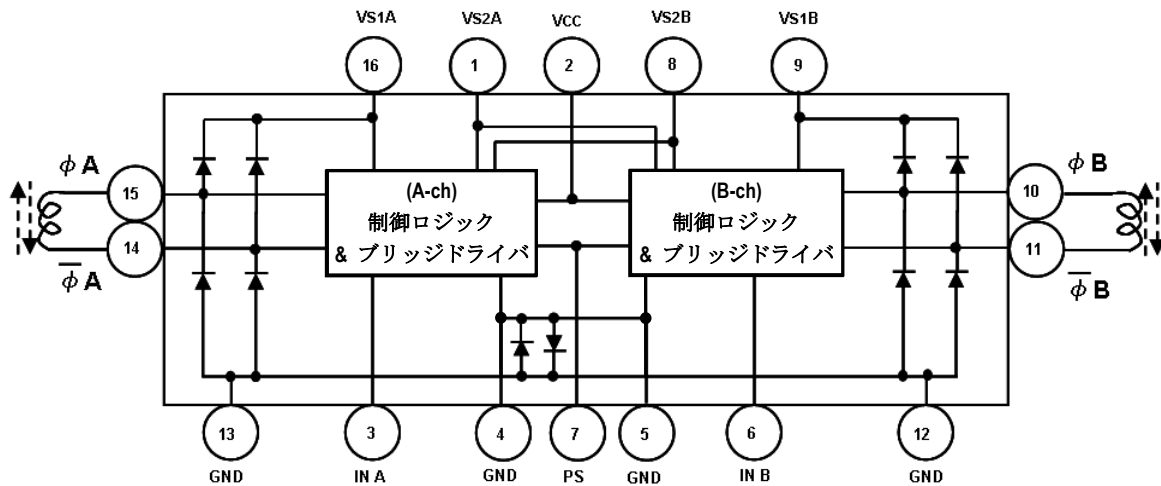 VS1A VS2A VCC VS2B VS1B
16 1 2 8 9
ϕA ϕB
15 10
(A-ch)
制御ロジック
& ブリッジドライバ
(B-ch)
制御ロジック
& ブリッジドライバ
14 11
ϕ̅A ϕ̅B
13 3 4 7 5 6 12
GND IN A GND PS GND IN B GND